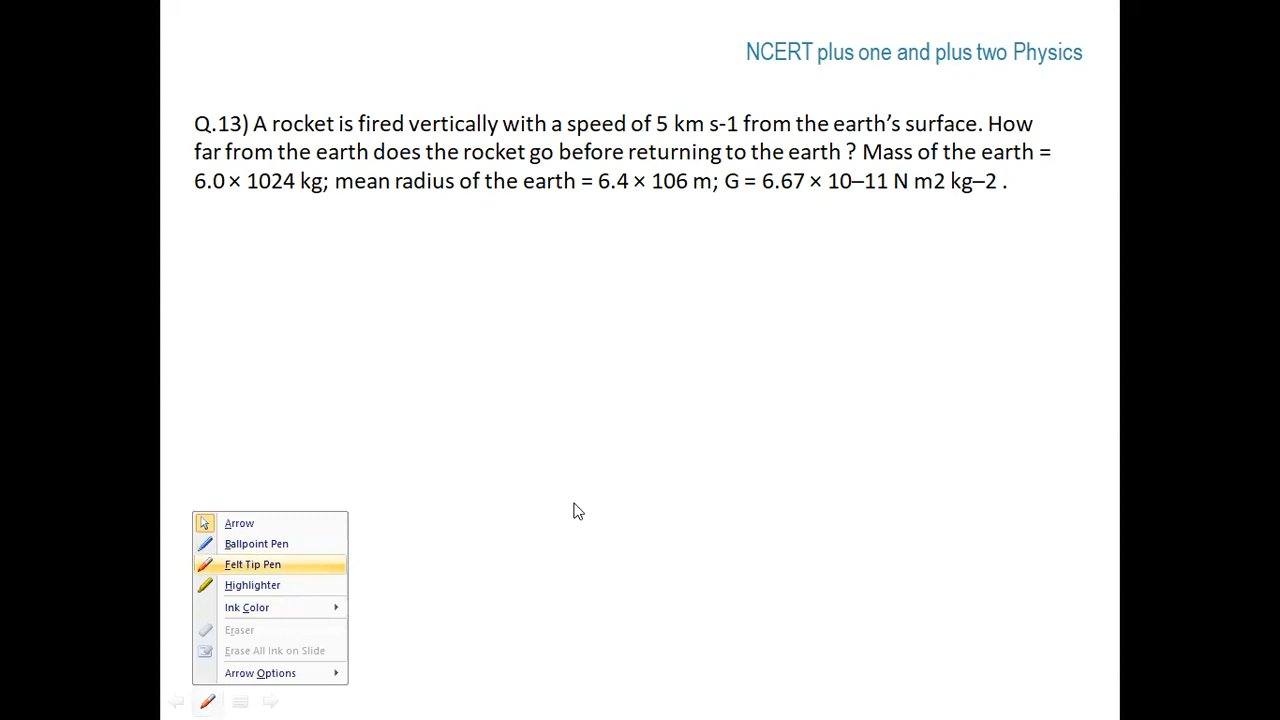 NCERT plus one and plus two Physics
Q.13) A rocket is fired vertically with a speed of 5 km s-1 from the earth’s surface. How
far from the earth does the rocket go before returning to the earth ? Mass of the earth =
6.0 × 1024 kg; mean radius of the earth = 6.4 × 106 m; G = 6.67 × 10–11 N m2 kg–2 .
Arrow
Ballpoint Pen
Felt Tip Pen
Highlighter
Ink Color
Eraser
Erase All Ink on Slide
Arrow Options